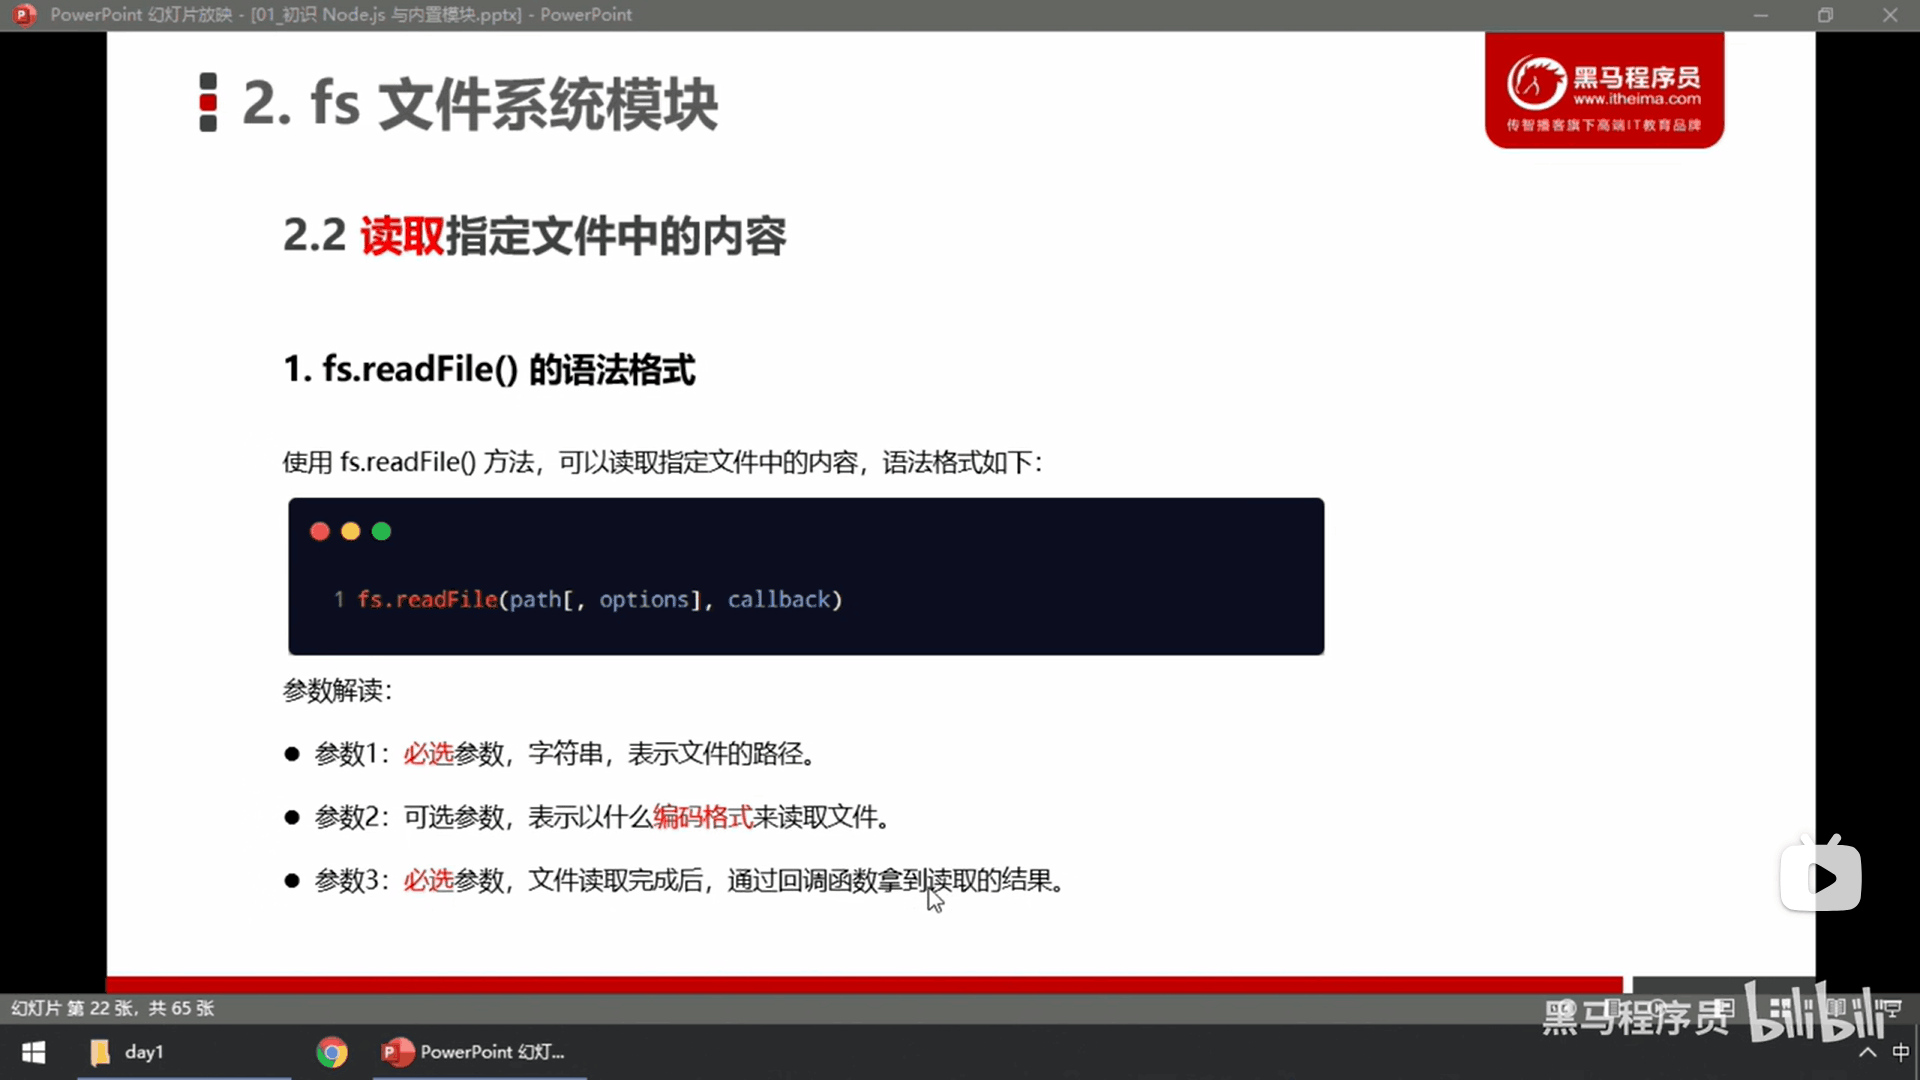 PowerPoint 幻灯片放映 - [01_初识 Node.js 与内置模块.pptx] - PowerPoint
2. fs 文件系统模块
黑马程序员
www.itheima.com
传智播客旗下高端IT教育品牌
2.2 读取指定文件中的内容
1. fs.readFile() 的语法格式
使用 fs.readFile() 方法，可以读取指定文件中的内容，语法格式如下：
1 fs.readFile(path[, options], callback)
参数解读：
● 参数1：必选参数，字符串，表示文件的路径。
● 参数2：可选参数，表示以什么编码格式来读取文件。
● 参数3：必选参数，文件读取完成后，通过回调函数拿到读取的结果。
幻灯片 第 22 张，共 65 张
黑马程序员 bilibili
day1
PowerPoint 幻灯...
中